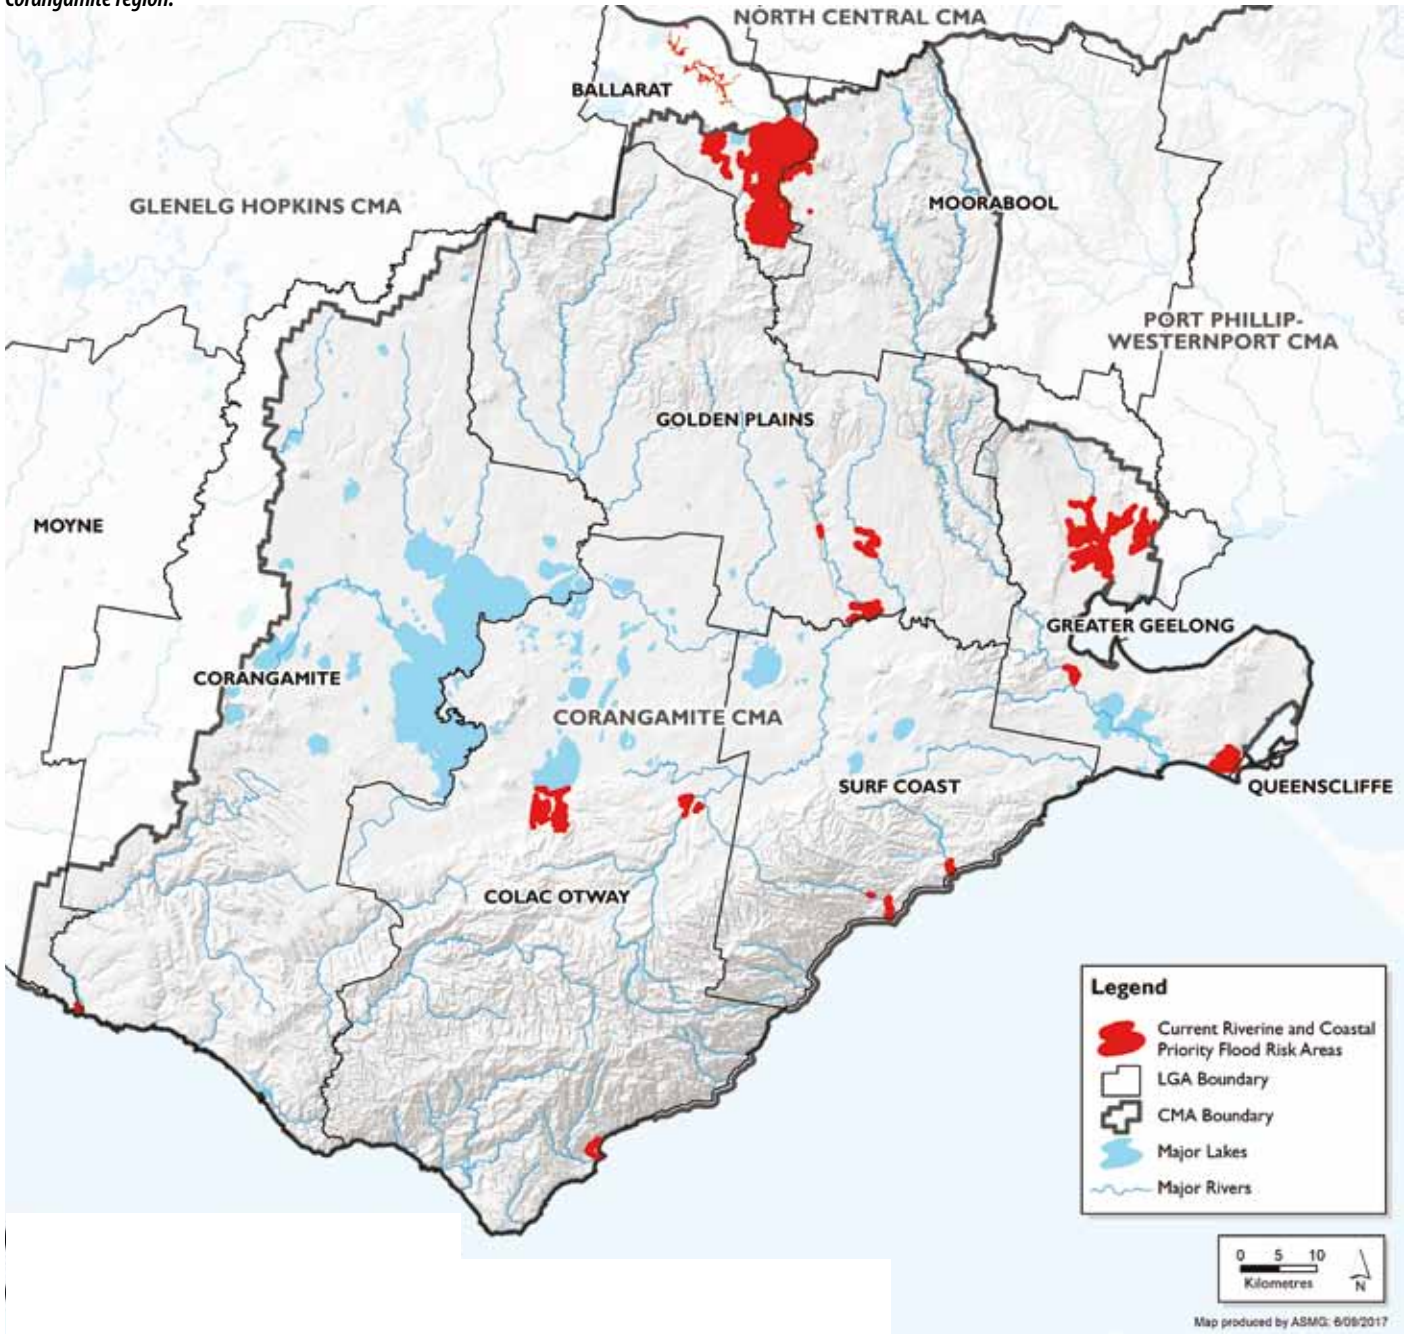 Corangamite region.
NORTH CENTRAL CMA
BALLARAT
GLENELG HOPKINS CMA
MOORABOOL
PORT PHILLIP-
WESTERNPORT CMA
GOLDEN PLAINS
MOYNE
GREATER GEELONG
CORANGAMITE
CORANGAMITE CMA
SURF COAST
QUEENSCLIFFE
COLAC OTWAY
Legend
Current Riverine and Coastal
Priority Flood Risk Areas
LGA Boundary
CMA Boundary
Major Lakes
Major Rivers
0 5 10
Kilometres
N
Map produced by ASMG: 6/09/2017